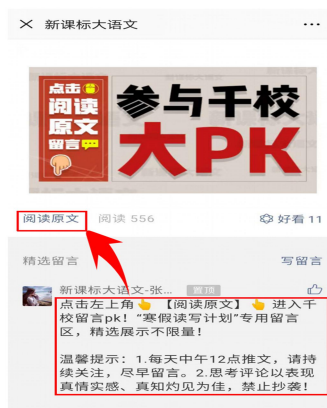 新课标大语文
点击
阅读
原文
留言
参与千校
大PK
阅读原文 阅读 556 好看 11
精选留言 写留言
新课标大语文-张... 置顶
点击左上角👆【阅读原文】👆进入千
校留言pk!“寒假读写计划”专用留言
区，精选展示不限量!
温馨提示：1.每天中午12点推文，请持
续关注，尽早留言。2.思考评论以表现
真情实感、真知灼见为佳，禁止抄袭!